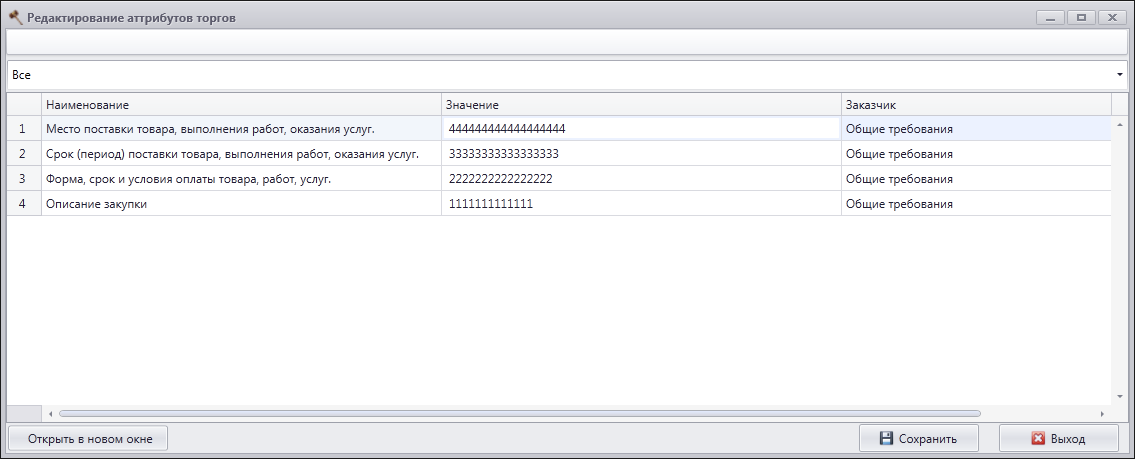 Редактирование аттрибутов торгов
Все
Наименование Значение Заказчик
1 Место поставки товара, выполнения работ, оказания услуг. 444444444444444444 Общие требования
2 Срок (период) поставки товара, выполнения работ, оказания услуг. 33333333333333333 Общие требования
3 Форма, срок и условия оплаты товара, работ, услуг. 2222222222222222 Общие требования
4 Описание закупки 1111111111111 Общие требования
Открыть в новом окне Сохранить Выход